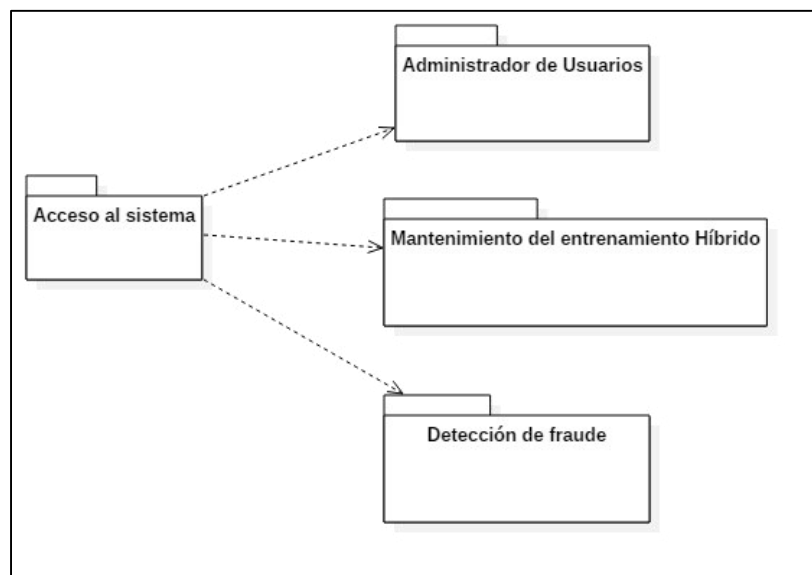 Administrador de Usuarios
Acceso al sistema
Mantenimiento del entrenamiento Híbrido
Detección de fraude